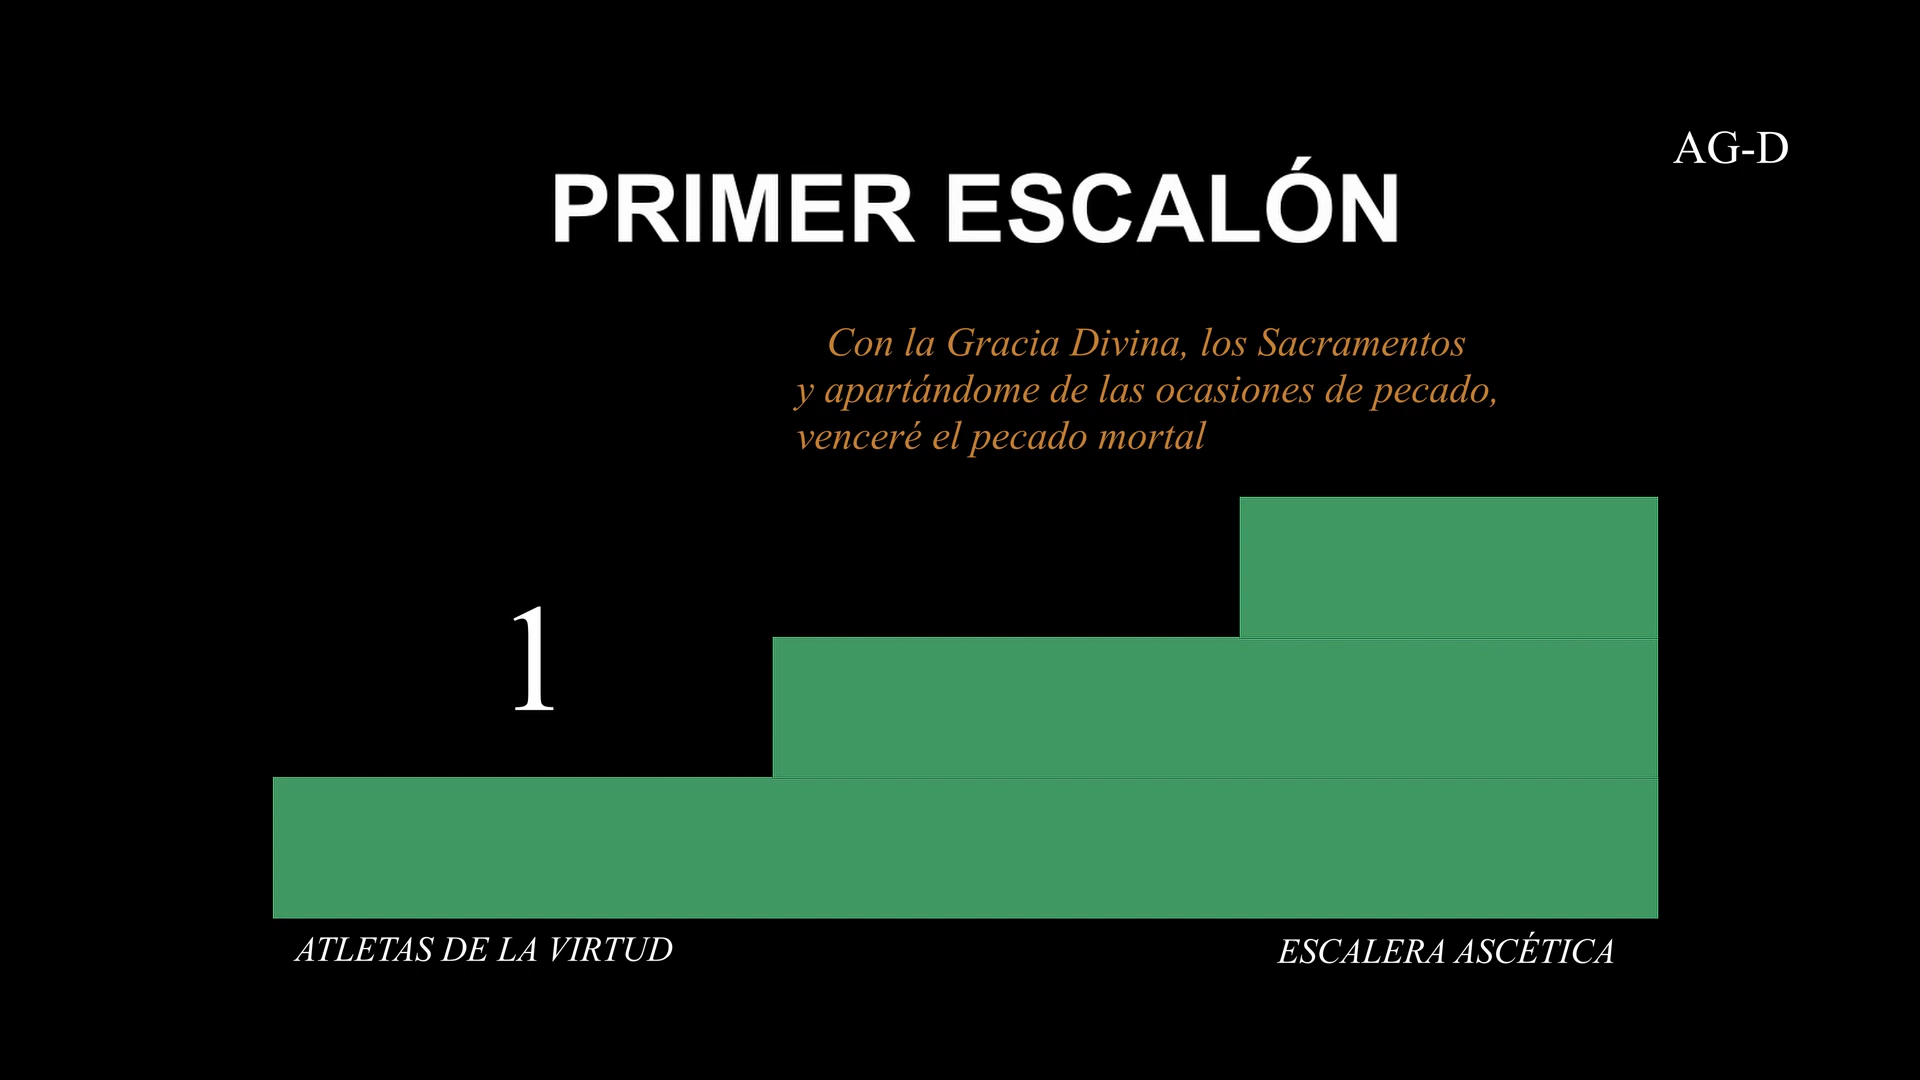 AG-D
PRIMER ESCALÓN
Con la Gracia Divina, los Sacramentos
y apartándome de las ocasiones de pecado,
venceré el pecado mortal
1
ATLETAS DE LA VIRTUD
ESCALERA ASCÉTICA